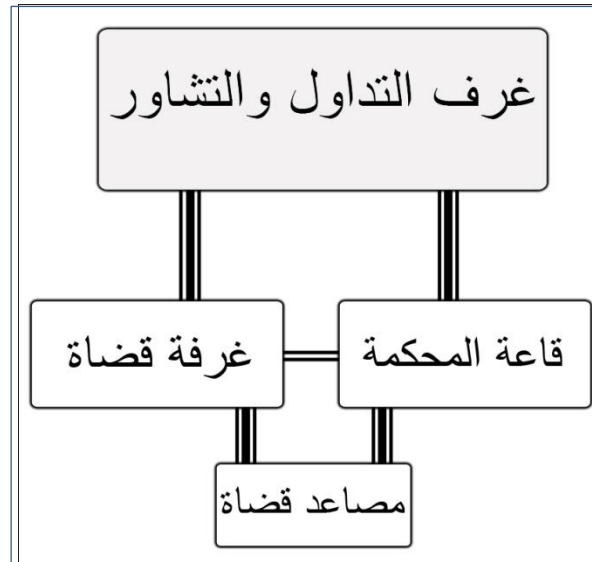 غرف التداول والتشاور
قاعة المحكمة
غرفة قضاة
مصاعد قضاة